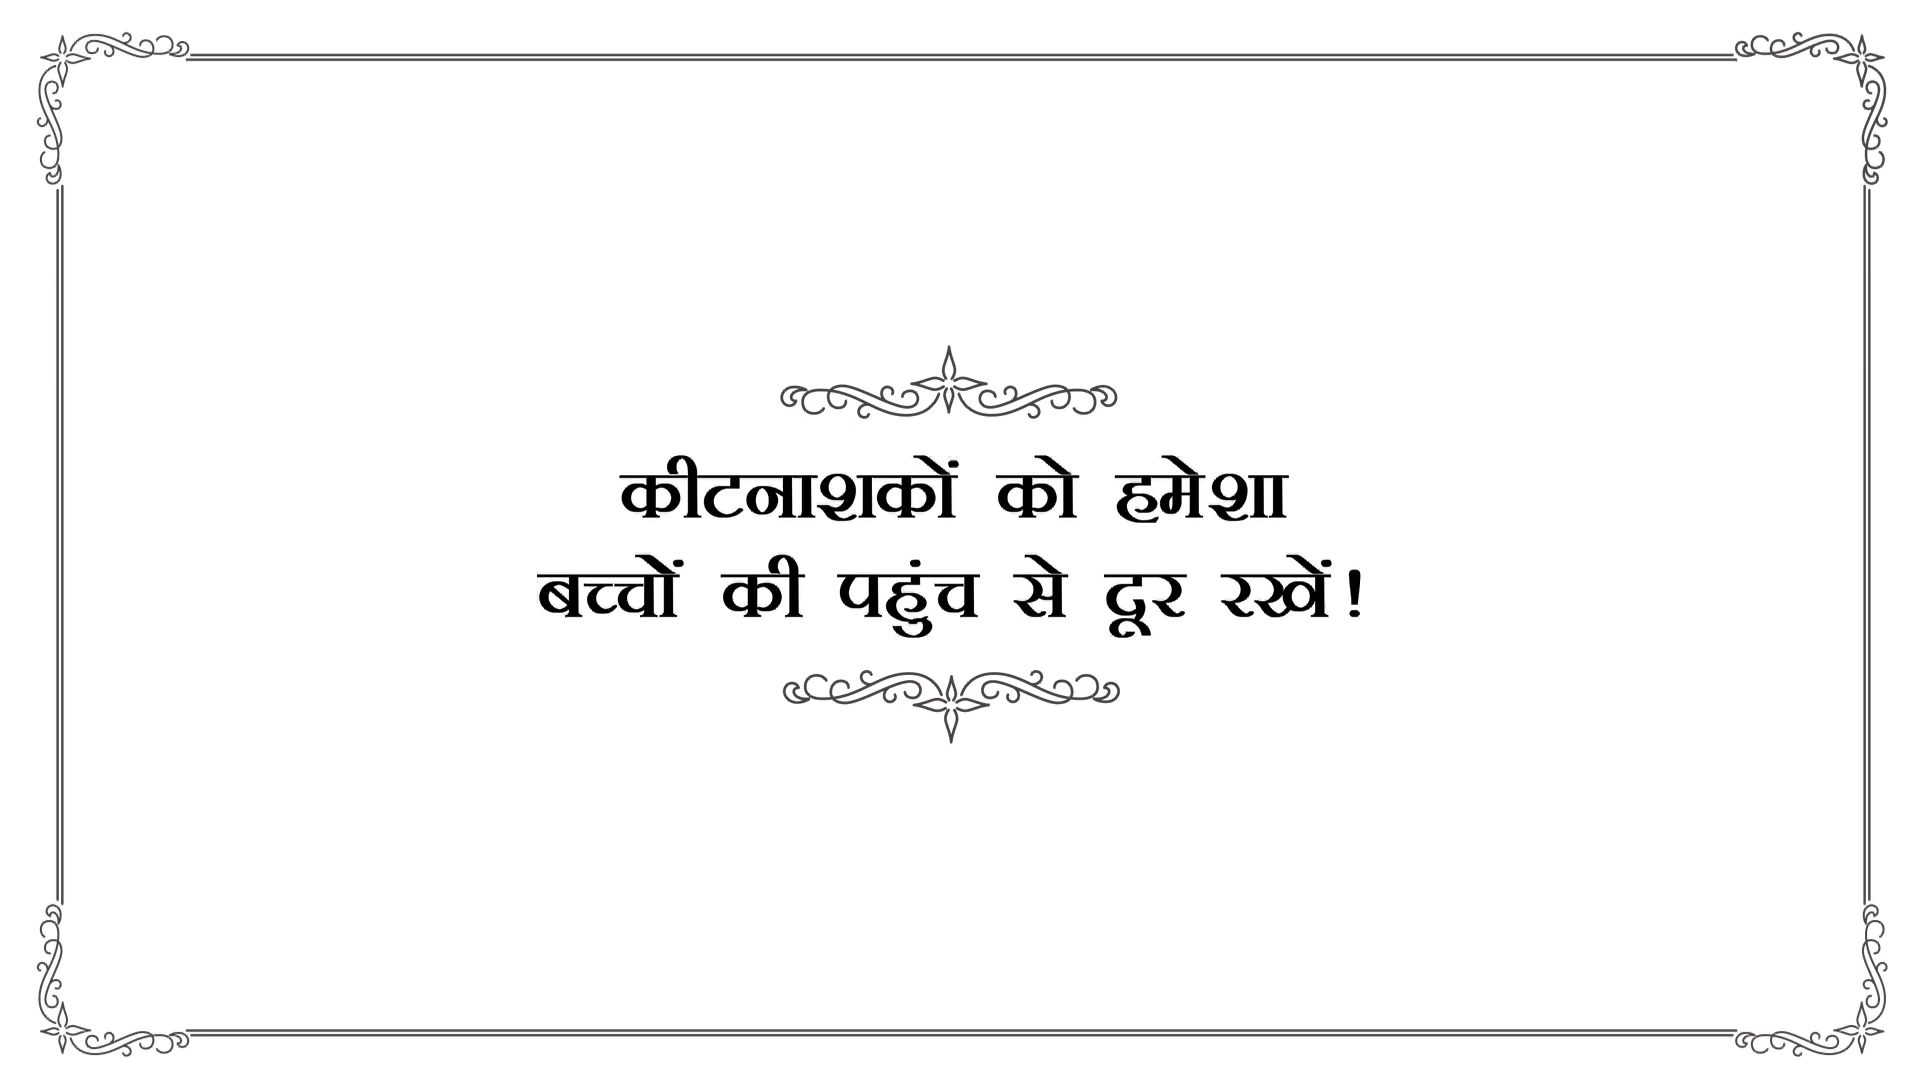 कीटनाशकों को हमेशा
बच्चों की पहुंच से दूर रखें!